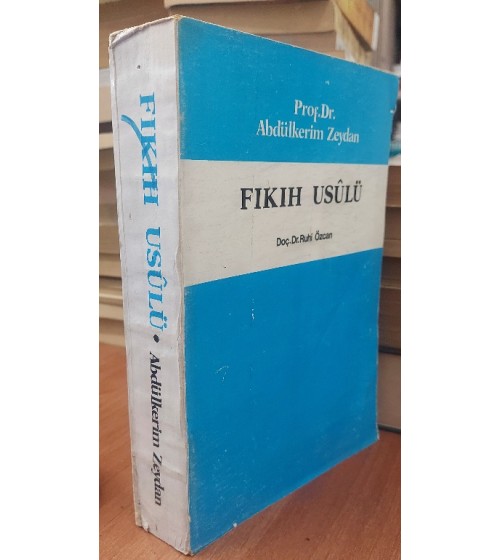 Prof.Dr.
Abdülkerim Zeydan
FIKIH USÛLÜ
Doç.Dr.Ruhi Özcan
FIKIH USÛLÜ • Abdülkerim Zeydan